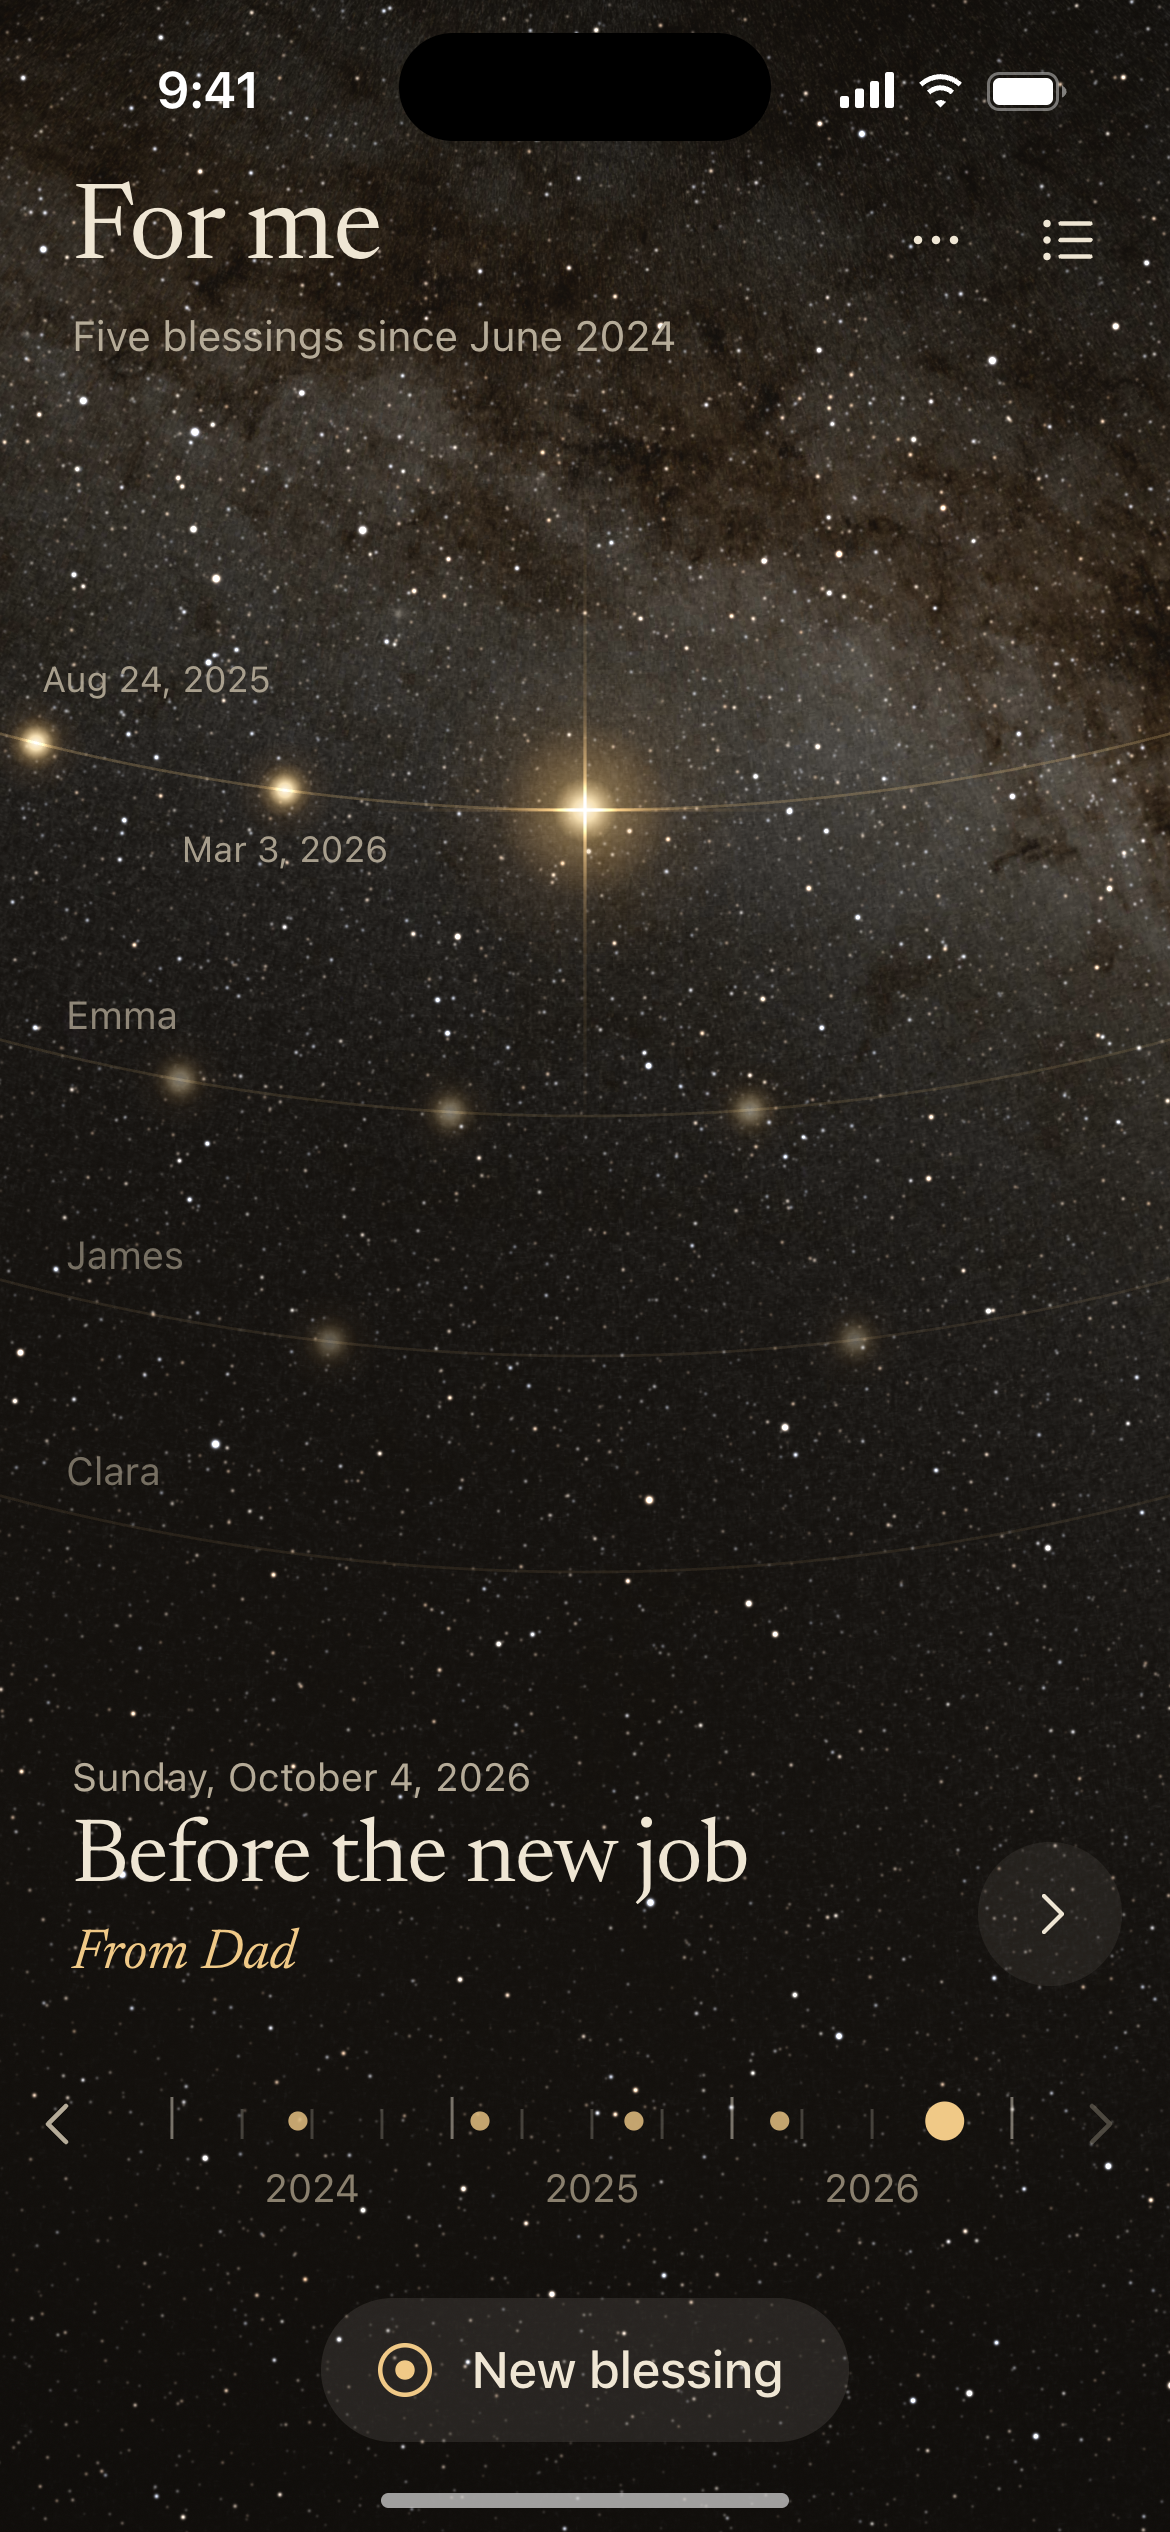 9:41
For me
Five blessings since June 2024
Aug 24, 2025
Mar 3, 2026
Emma
James
Clara
Sunday, October 4, 2026
Before the new job
From Dad
2024
2025
2026
New blessing